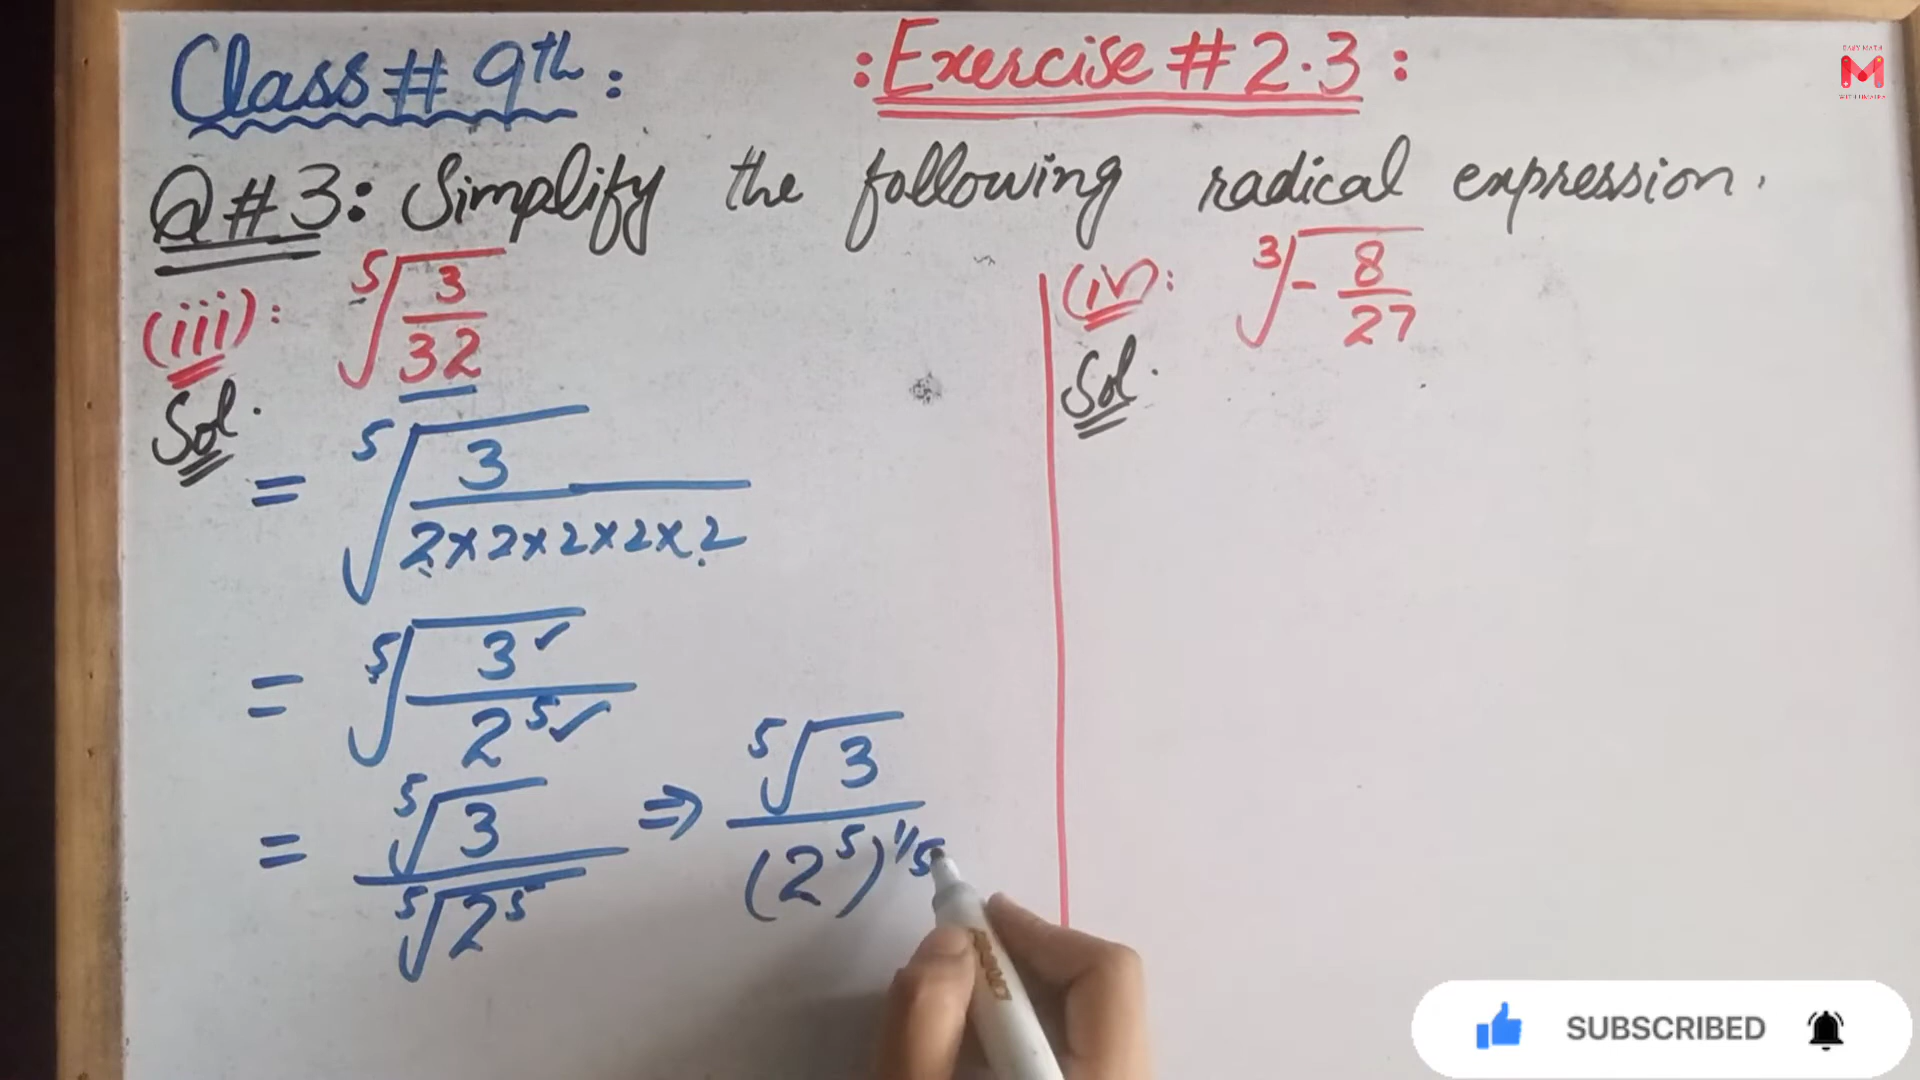 Class # 9th : : Exercise # 2.3 :
EASY MATH
M
Q # 3: Simplify the following radical expression.
(iii): ⁵√(3/32)
(iv): ³√(-8/27)
Sol.
= ⁵√(3/(2×2×2×2×2))
= ⁵√(3/2⁵)
= ⁵√3/⁵√2⁵ ⇒ ⁵√3/(2⁵)^1/5
Sol.
SUBSCRIBED